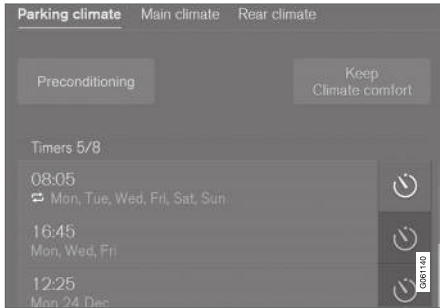 Parking climate Main climate Rear climate
Preconditioning
Keep
Climate comfort
Timers 5/8
08:05
Mon, Tue, Wed, Fri, Sat, Sun
16:45
Mon, Wed, Fri
12:25
Mon 24 Dec
G061140